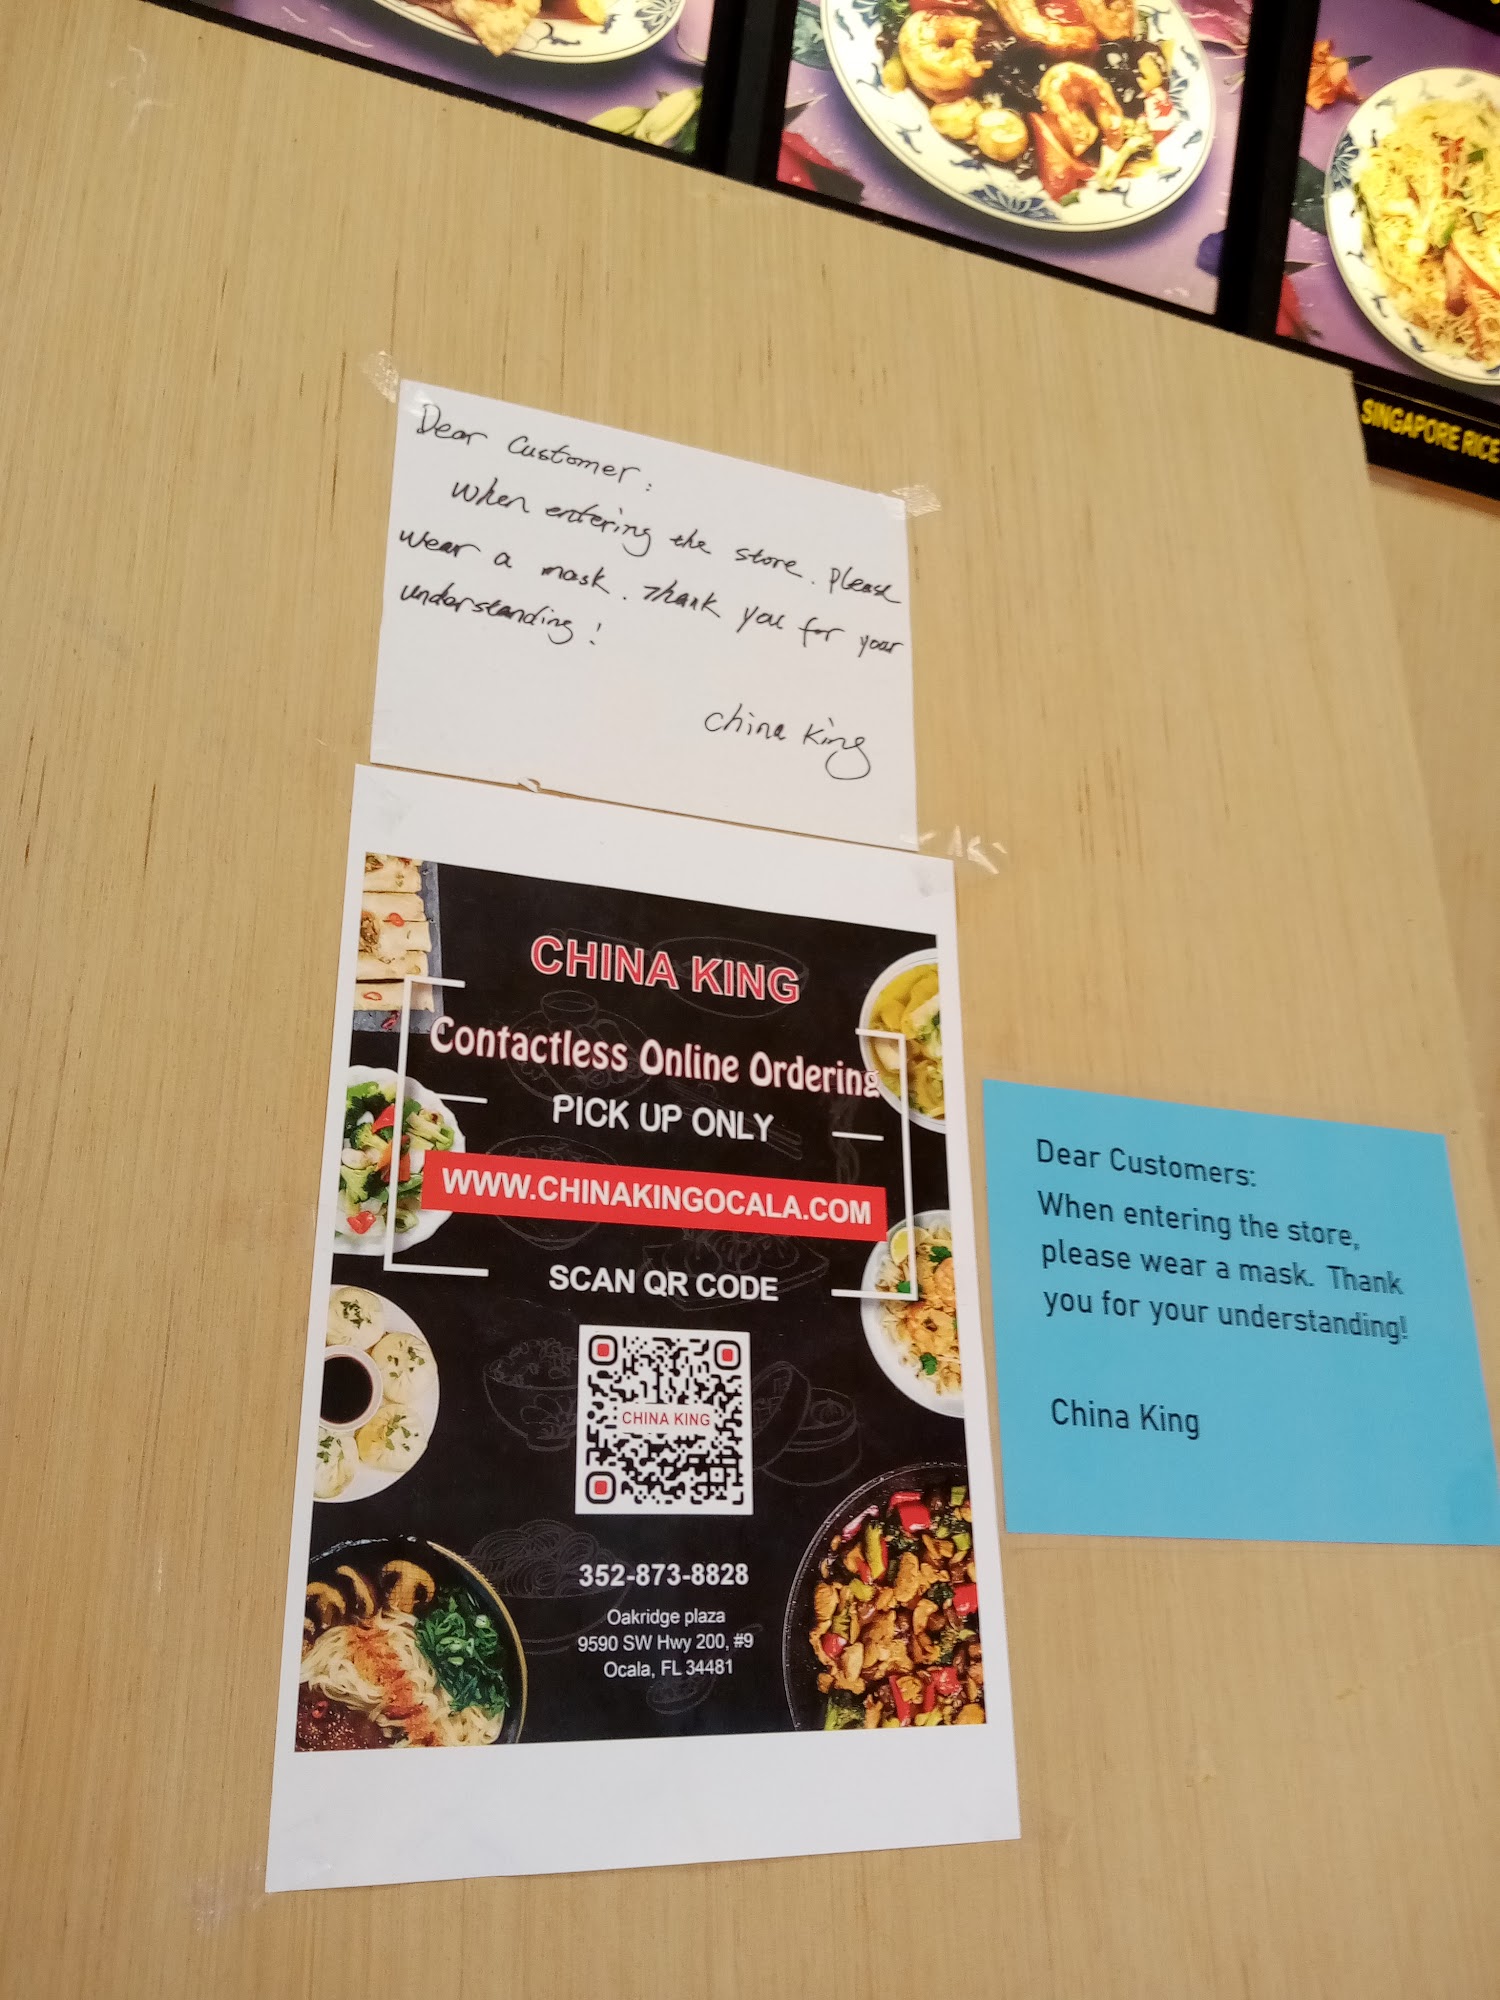 SINGAPORE RICE
Dear Customer:
When entering the store. Please
wear a mask. Thank you for your
understanding!
China King
CHINA KING
Contactless Online Ordering
PICK UP ONLY
WWW.CHINAKINGOCALA.COM
SCAN QR CODE
CHINA KING
352-873-8828
Oakridge plaza
9590 SW Hwy 200, #9
Ocala, FL 34481
Dear Customers:
When entering the store,
please wear a mask. Thank
you for your understanding!
China King